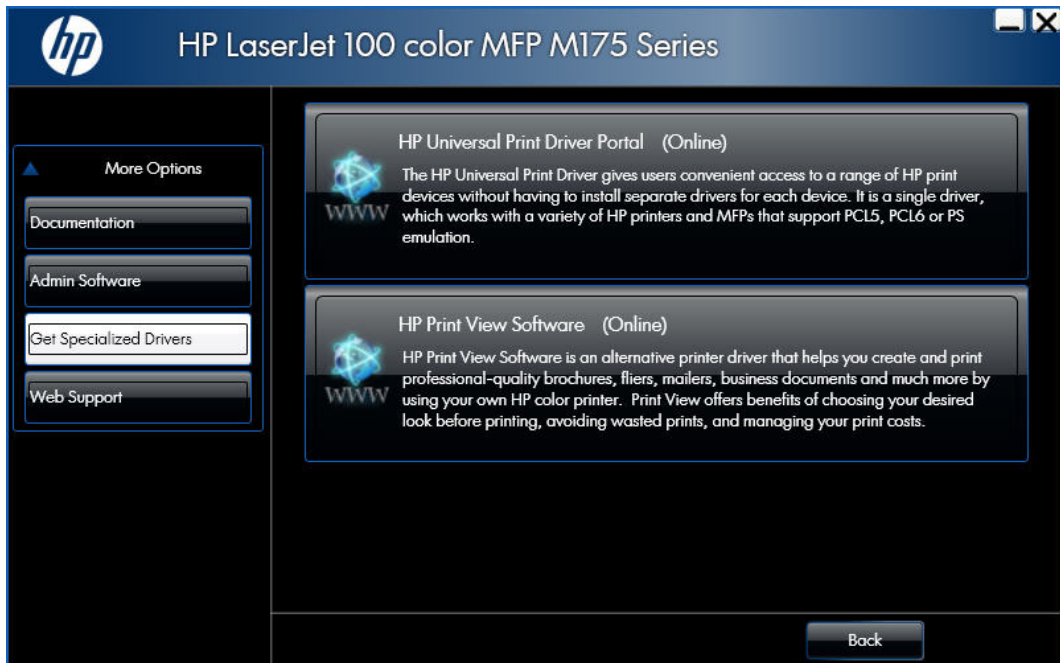 hp
HP LaserJet 100 color MFP M175 Series
More Options
Documentation
Admin Software
Get Specialized Drivers
Web Support
HP Universal Print Driver Portal (Online)
The HP Universal Print Driver gives users convenient access to a range of HP print
devices without having to install separate drivers for each device. It is a single driver,
which works with a variety of HP printers and MFPs that support PCL5, PCL6 or PS
emulation.
WWW
HP Print View Software (Online)
HP Print View Software is an alternative printer driver that helps you create and print
professional-quality brochures, fliers, mailers, business documents and much more by
using your own HP color printer. Print View offers benefits of choosing your desired
look before printing, avoiding wasted prints, and managing your print costs.
WWW
Back